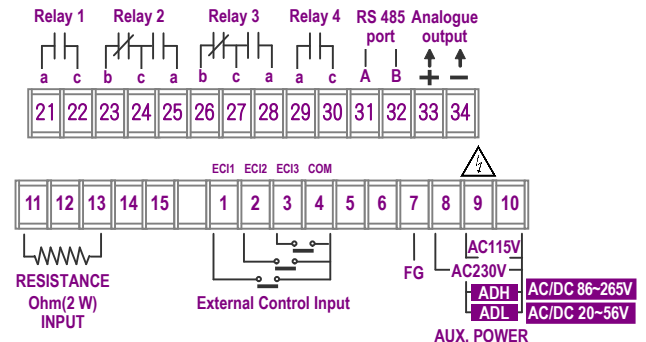 Relay 1 Relay 2 Relay 3 Relay 4 RS 485 port Analogue output
a c b c a b c a a c A B + −
21 22 23 24 25 26 27 28 29 30 31 32 33 34
ECI1 ECI2 ECI3 COM
11 12 13 14 15 1 2 3 4 5 6 7 8 9 10
RESISTANCE
Ohm(2 W)
INPUT
External Control Input
FG
AC115V
AC230V
ADH AC/DC 86~265V
ADL AC/DC 20~56V
AUX. POWER